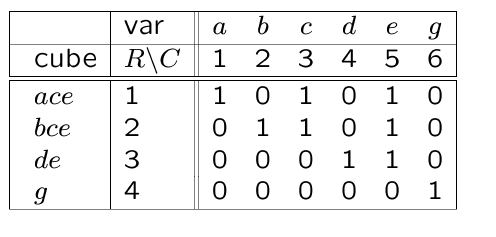 var a b c d e g
cube R\C 1 2 3 4 5 6
ace 1 1 0 1 0 1 0
bce 2 0 1 1 0 1 0
de 3 0 0 0 1 1 0
g 4 0 0 0 0 0 1